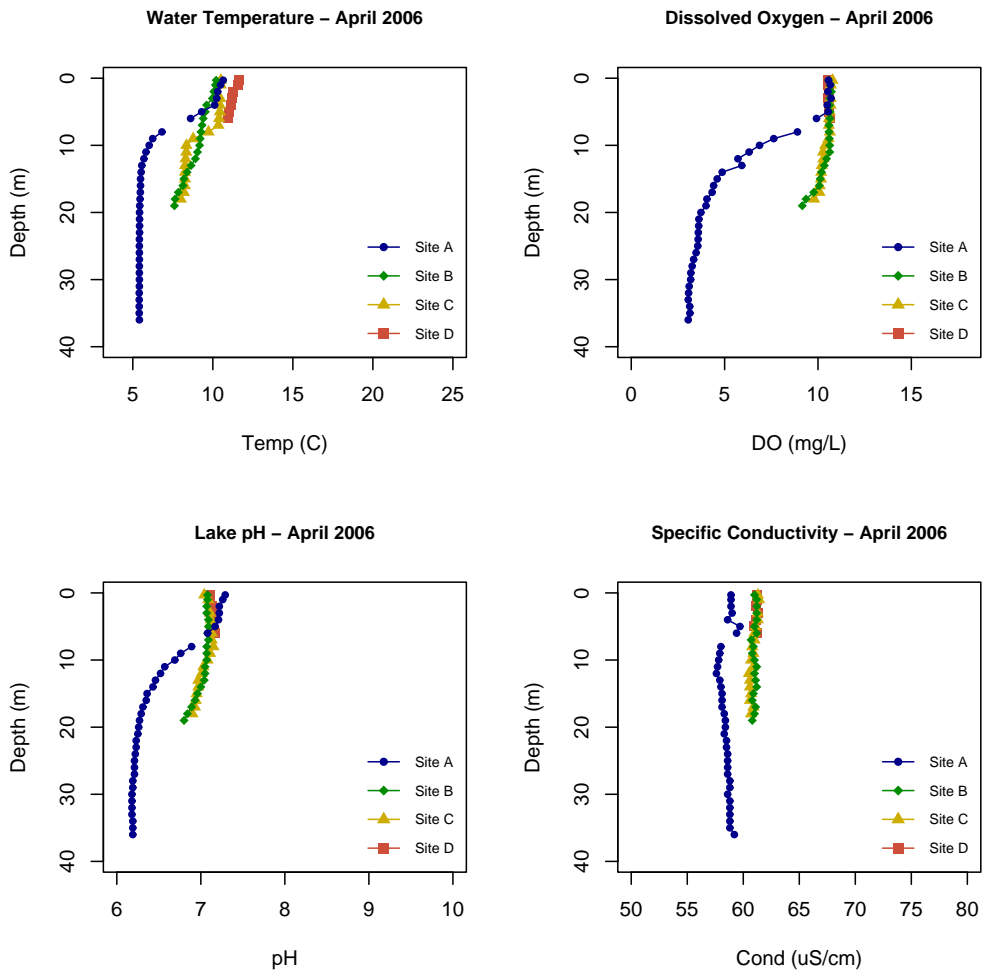 Water Temperature − April 2006
0
10
20
30
40
Depth (m)
Site A
Site B
Site C
Site D
5
10
15
20
25
Temp (C)
Dissolved Oxygen − April 2006
0
10
20
30
40
Depth (m)
Site A
Site B
Site C
Site D
0
5
10
15
DO (mg/L)
Lake pH − April 2006
0
10
20
30
40
Depth (m)
Site A
Site B
Site C
Site D
6
7
8
9
10
pH
Specific Conductivity − April 2006
0
10
20
30
40
Depth (m)
Site A
Site B
Site C
Site D
50
55
60
65
70
75
80
Cond (uS/cm)